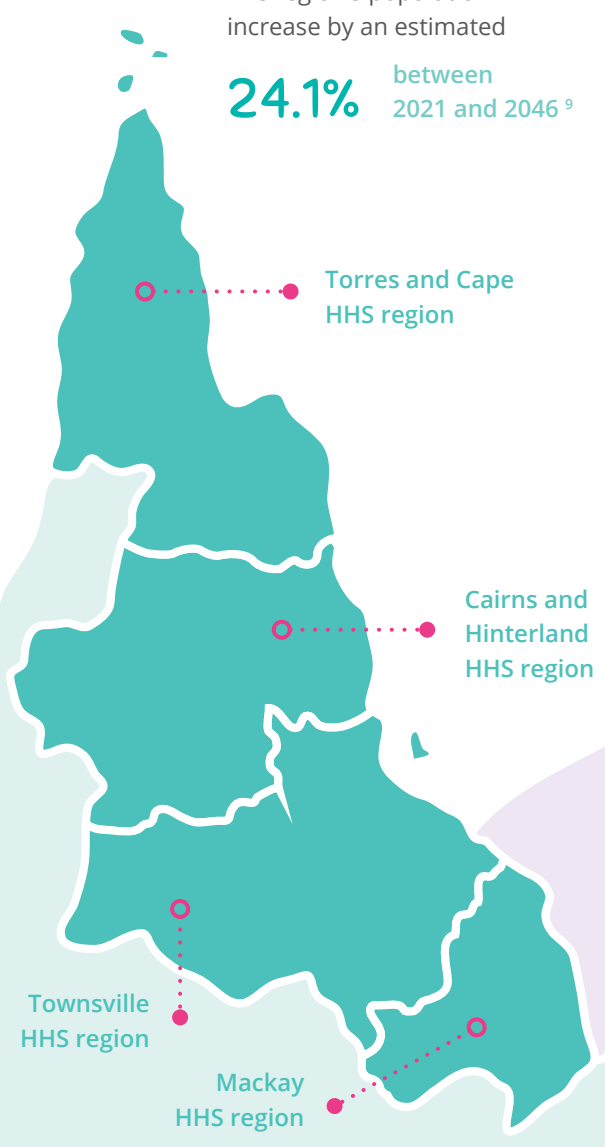 increase by an estimated
24.1%
between
2021 and 2046 ⁹
Torres and Cape
HHS region
Cairns and
Hinterland
HHS region
Townsville
HHS region
Mackay
HHS region